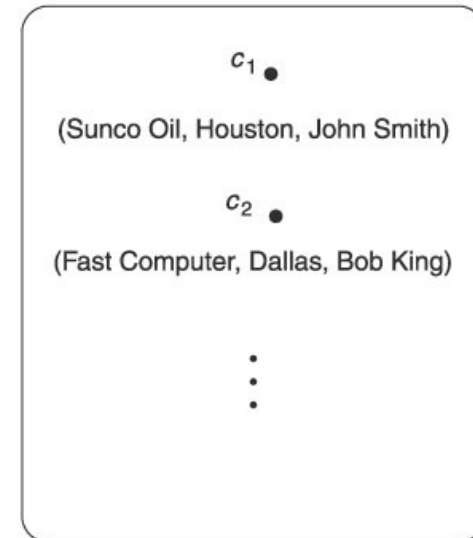 c1
(Sunco Oil, Houston, John Smith)
c2
(Fast Computer, Dallas, Bob King)